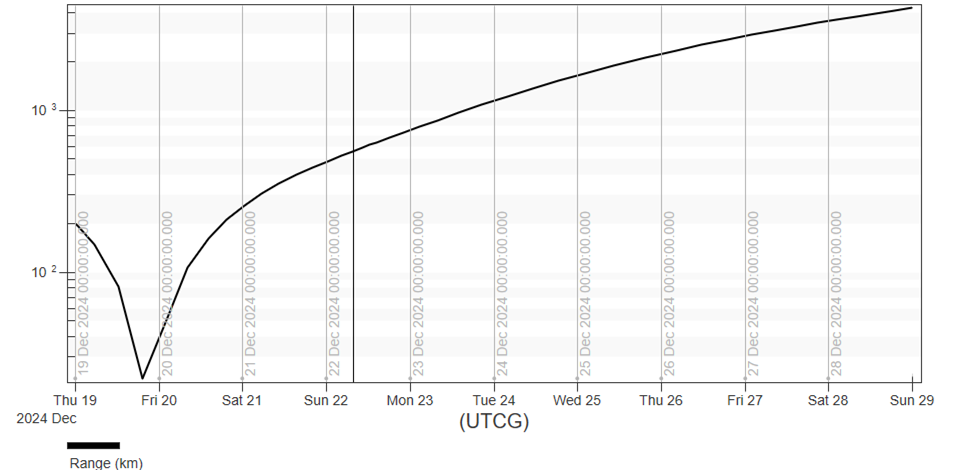 10 3
10 2
19 Dec 2024 00:00:00.000
20 Dec 2024 00:00:00.000
21 Dec 2024 00:00:00.000
22 Dec 2024 00:00:00.000
23 Dec 2024 00:00:00.000
24 Dec 2024 00:00:00.000
25 Dec 2024 00:00:00.000
26 Dec 2024 00:00:00.000
27 Dec 2024 00:00:00.000
28 Dec 2024 00:00:00.000
Thu 19 Fri 20 Sat 21 Sun 22 Mon 23 Tue 24 Wed 25 Thu 26 Fri 27 Sat 28 Sun 29
2024 Dec
(UTCG)
Range (km)